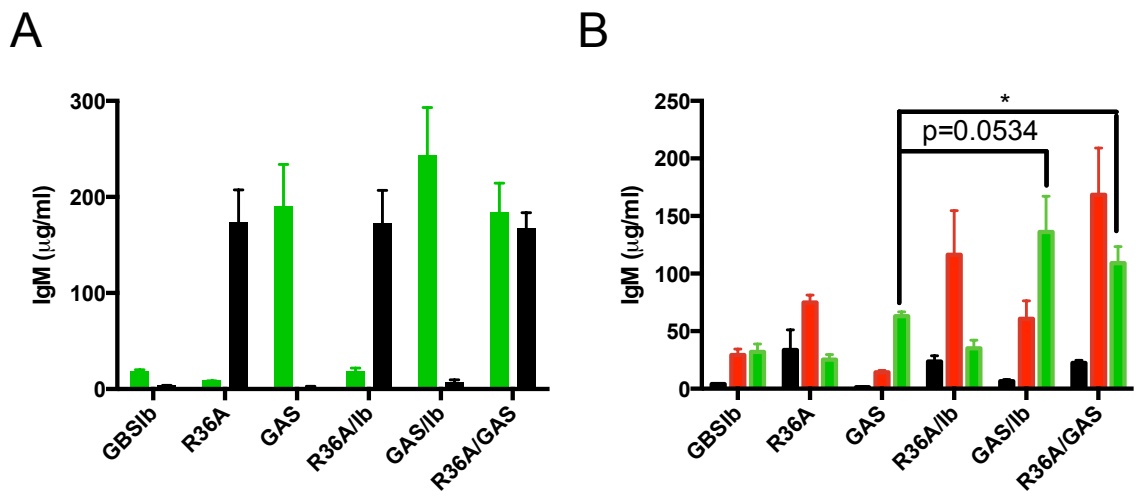 A
IgM (µg/ml)
300
200
100
0
GBSIb
R36A
GAS
R36A/Ib
GAS/Ib
R36A/GAS
B
IgM (µg/ml)
250
200
150
100
50
0
*
p=0.0534
GBSIb
R36A
GAS
R36A/Ib
GAS/Ib
R36A/GAS